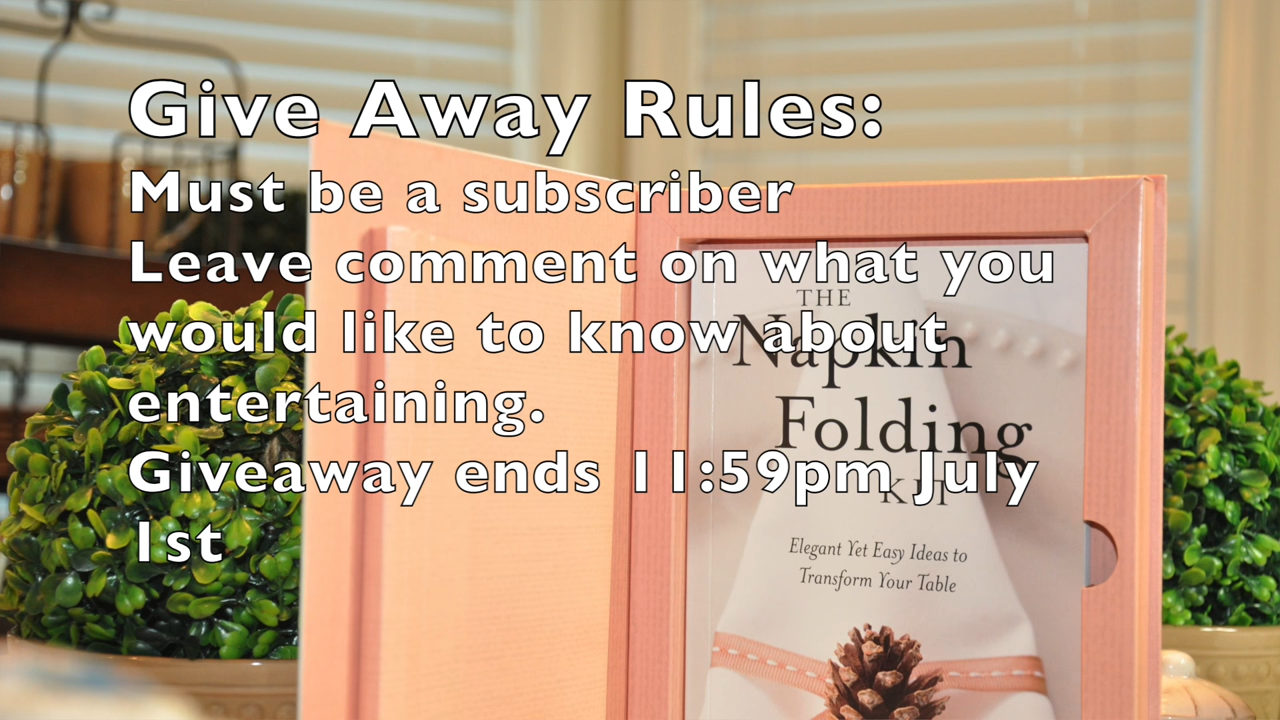 Give Away Rules:
Must be a subscriber
Leave comment on what you
would like to know about
entertaining.
Giveaway ends 11:59pm July
1st
THE
Napkin
Folding
KIT
Elegant Yet Easy Ideas to
Transform Your Table